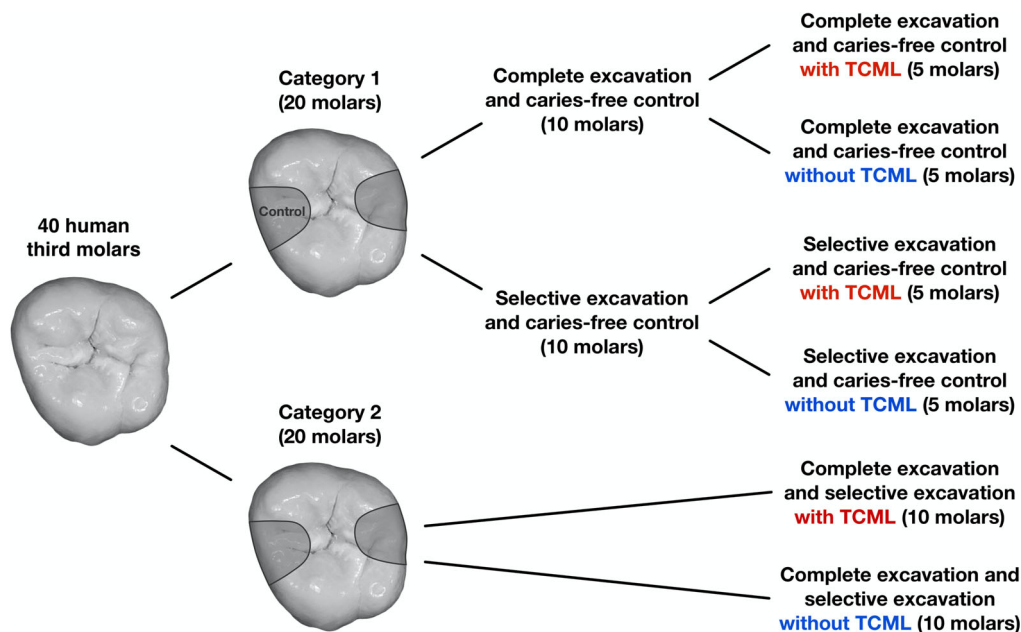 40 human
third molars
Category 1
(20 molars)
Control
Category 2
(20 molars)
Complete excavation
and caries-free control
(10 molars)
Selective excavation
and caries-free control
(10 molars)
Complete excavation
and caries-free control
with TCML (5 molars)
Complete excavation
and caries-free control
without TCML (5 molars)
Selective excavation
and caries-free control
with TCML (5 molars)
Selective excavation
and caries-free control
without TCML (5 molars)
Complete excavation
and selective excavation
with TCML (10 molars)
Complete excavation and
selective excavation
without TCML (10 molars)